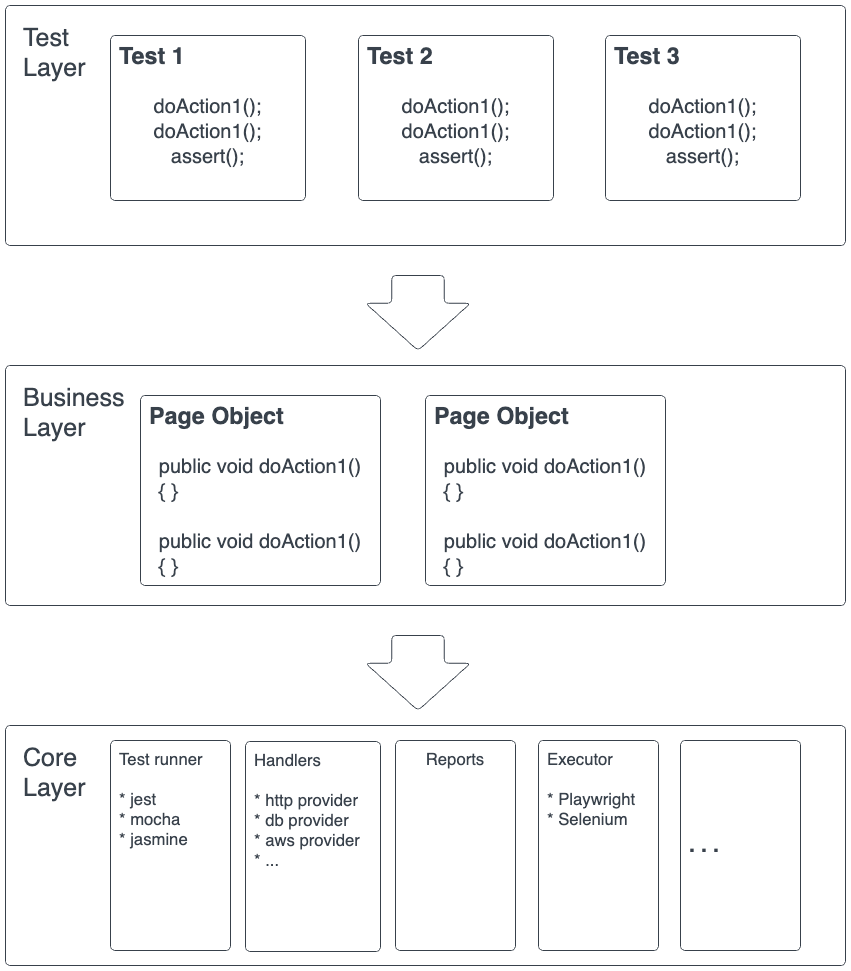 Test
Layer
Test 1
doAction1();
doAction1();
assert();
Test 2
doAction1();
doAction1();
assert();
Test 3
doAction1();
doAction1();
assert();
Business
Layer
Page Object
public void doAction1()
{ }
public void doAction1()
{ }
Page Object
public void doAction1()
{ }
public void doAction1()
{ }
Core
Layer
Test runner
* jest
* mocha
* jasmine
Handlers
* http provider
* db provider
* aws provider
* ...
Reports
Executor
* Playwright
* Selenium
...